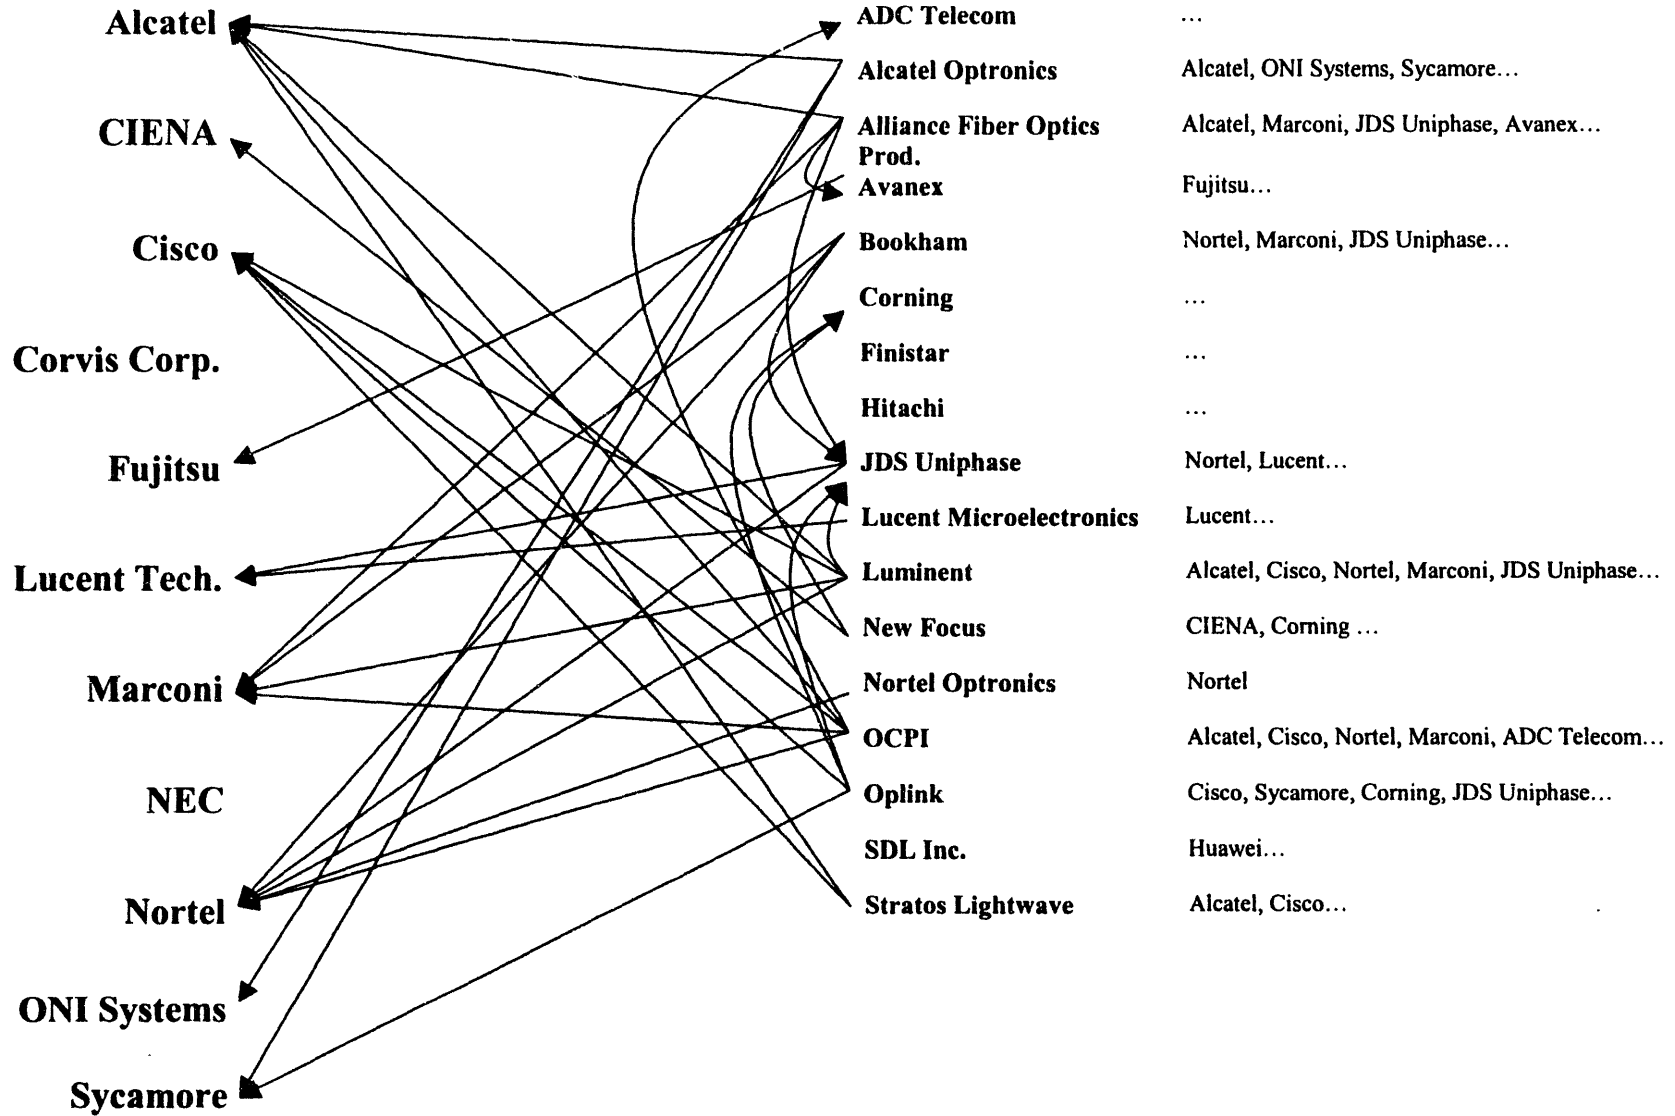 Alcatel
CIENA
Cisco
Corvis Corp.
Fujitsu
Lucent Tech.
Marconi
NEC
Nortel
ONI Systems
Sycamore
ADC Telecom ...
Alcatel Optronics Alcatel, ONI Systems, Sycamore...
Alliance Fiber Optics Alcatel, Marconi, JDS Uniphase, Avanex...
Prod.
Avanex Fujitsu...
Bookham Nortel, Marconi, JDS Uniphase...
Corning ...
Finistar ...
Hitachi ...
JDS Uniphase Nortel, Lucent...
Lucent Microelectronics Lucent...
Luminent Alcatel, Cisco, Nortel, Marconi, JDS Uniphase...
New Focus CIENA, Corning ...
Nortel Optronics Nortel
OCPI Alcatel, Cisco, Nortel, Marconi, ADC Telecom...
Oplink Cisco, Sycamore, Corning, JDS Uniphase...
SDL Inc. Huawei...
Stratos Lightwave Alcatel, Cisco...